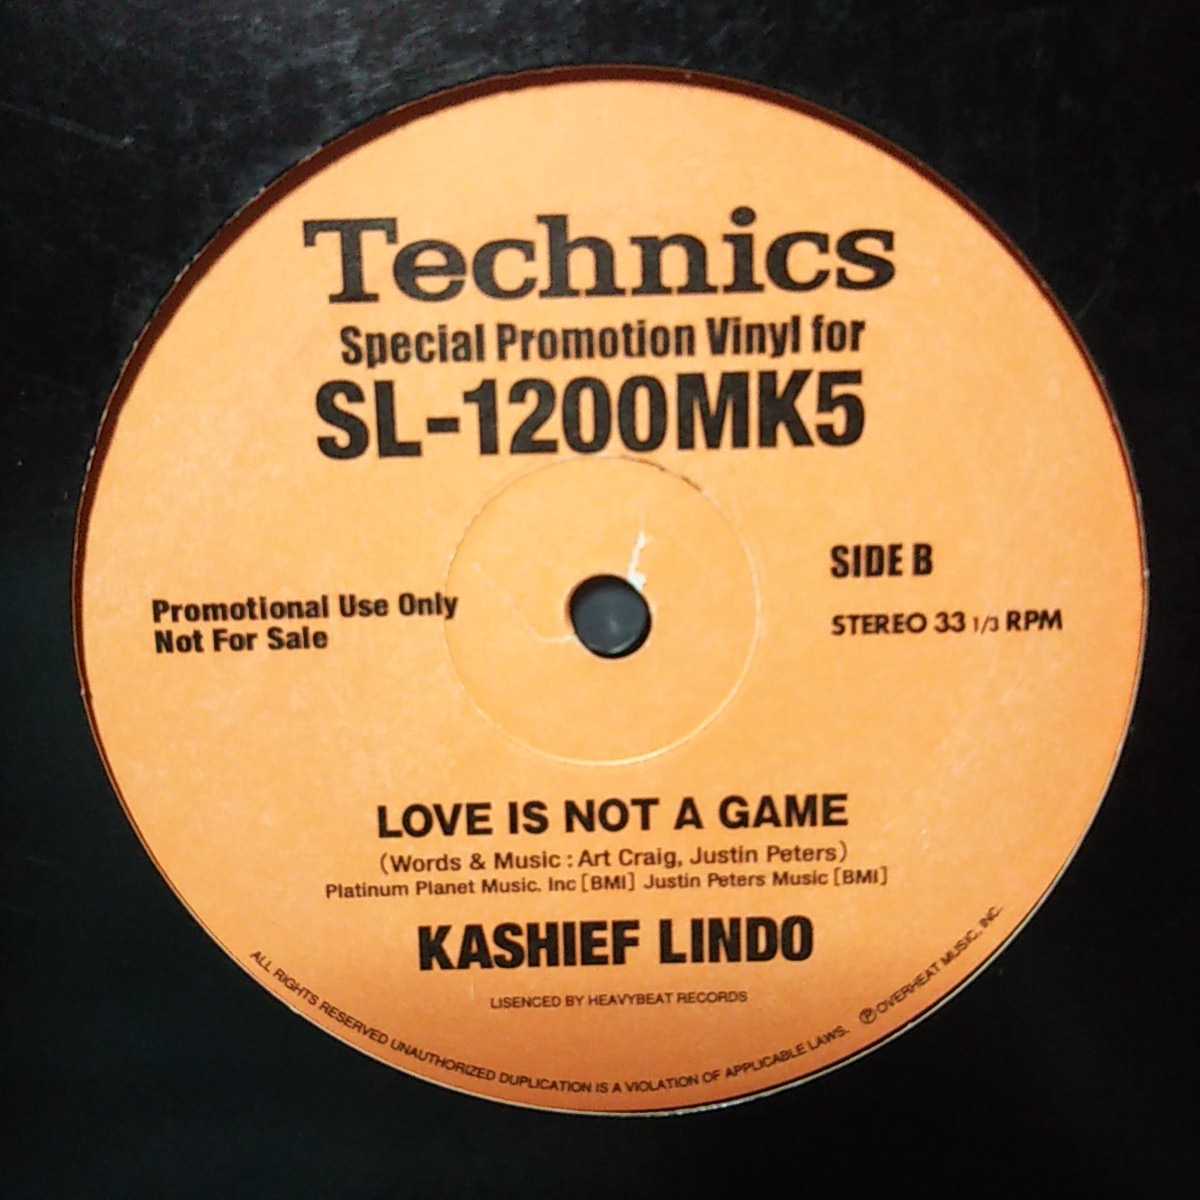 Technics
Special Promotion Vinyl for
SL-1200MK5
SIDE B
STEREO 33 1/3 RPM
Promotional Use Only
Not For Sale
LOVE IS NOT A GAME
(Words & Music : Art Craig, Justin Peters)
Platinum Planet Music. Inc [BMI] Justin Peters Music [BMI]
KASHIEF LINDO
LISENCED BY HEAVYBEAT RECORDS
ALL RIGHTS RESERVED UNAUTHORIZED DUPLICATION IS A VIOLATION OF APPLICABLE LAWS. ℗OVERHEAT MUSIC, INC.